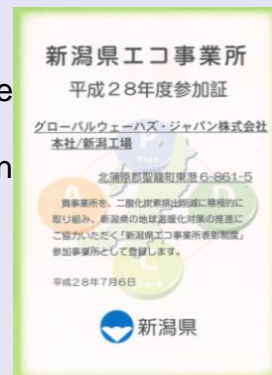 新潟県エコ事業所
平成28年度参加証
グローバルウェーハズ・ジャパン株式会社
本社/新潟工場
北蒲原郡聖籠町東港6-861-5
貴事業所を、二酸化炭素排出削減に積極的に
取り組み、新潟県の地球温暖化対策の推進に
ご協力いただく「新潟県エコ事業所表彰制度」
参加事業所として登録します。
平成28年7月6日
新潟県
e
n
P
Plan
A
D
C